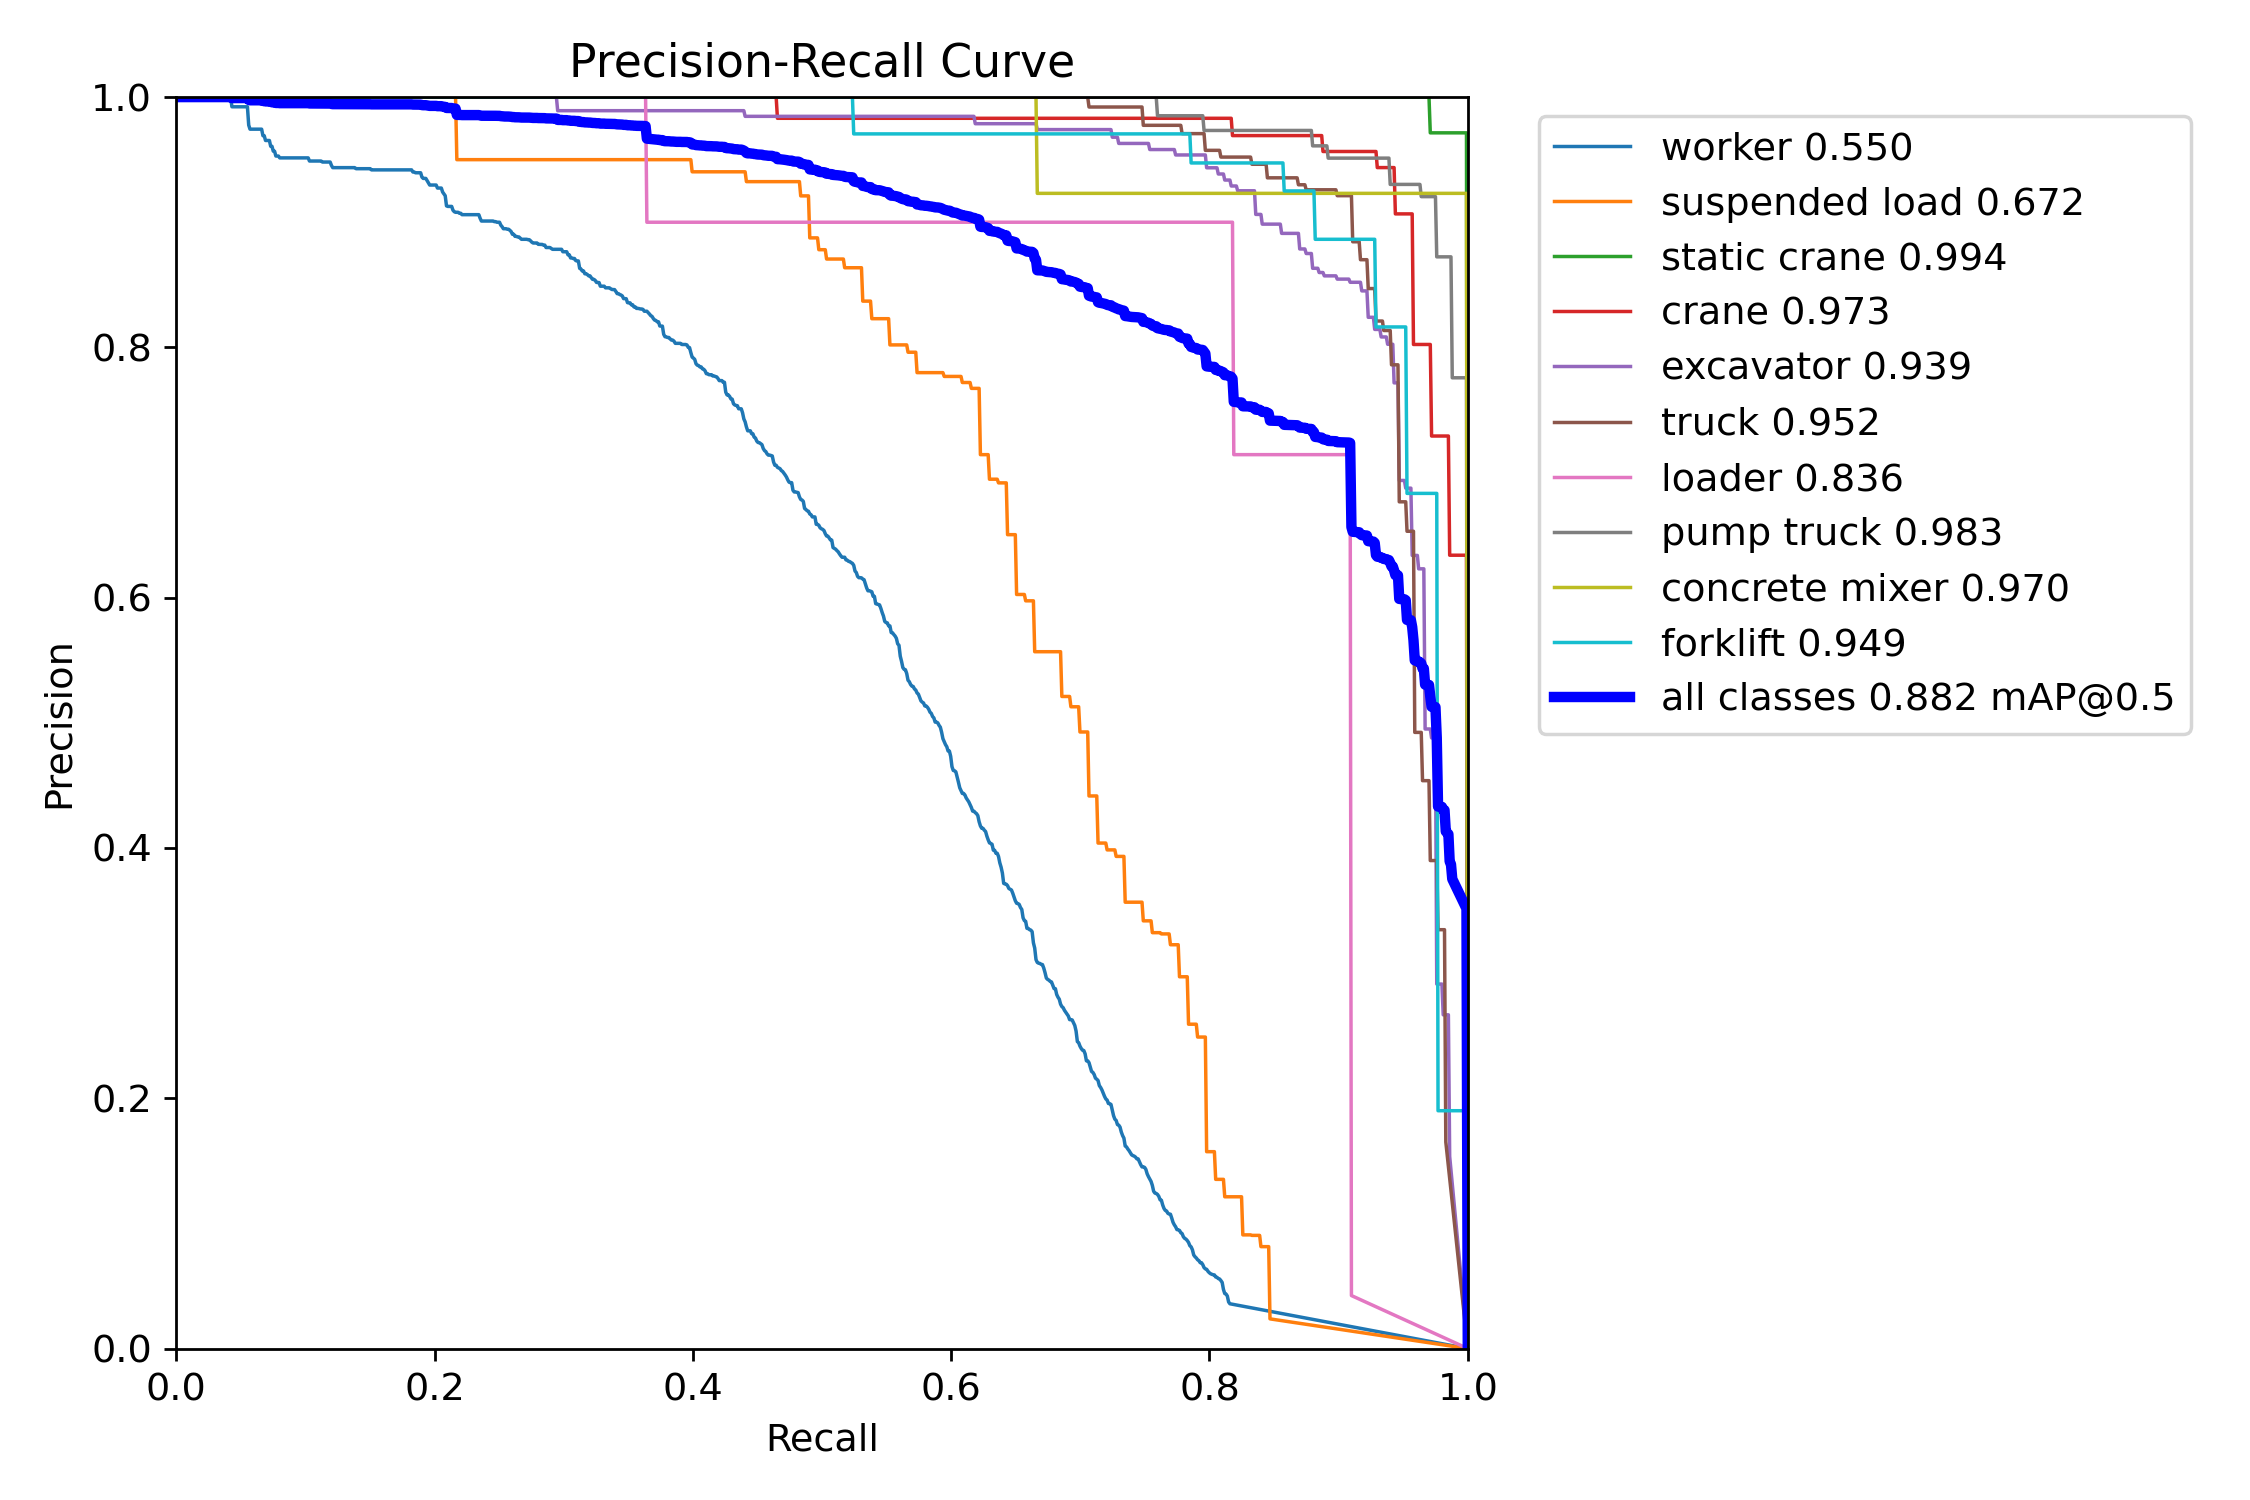 Precision-Recall Curve
1.0
0.8
0.6
0.4
0.2
0.0
Precision
0.0 0.2 0.4 0.6 0.8 1.0
Recall
worker 0.550
suspended load 0.672
static crane 0.994
crane 0.973
excavator 0.939
truck 0.952
loader 0.836
pump truck 0.983
concrete mixer 0.970
forklift 0.949
all classes 0.882 mAP@0.5